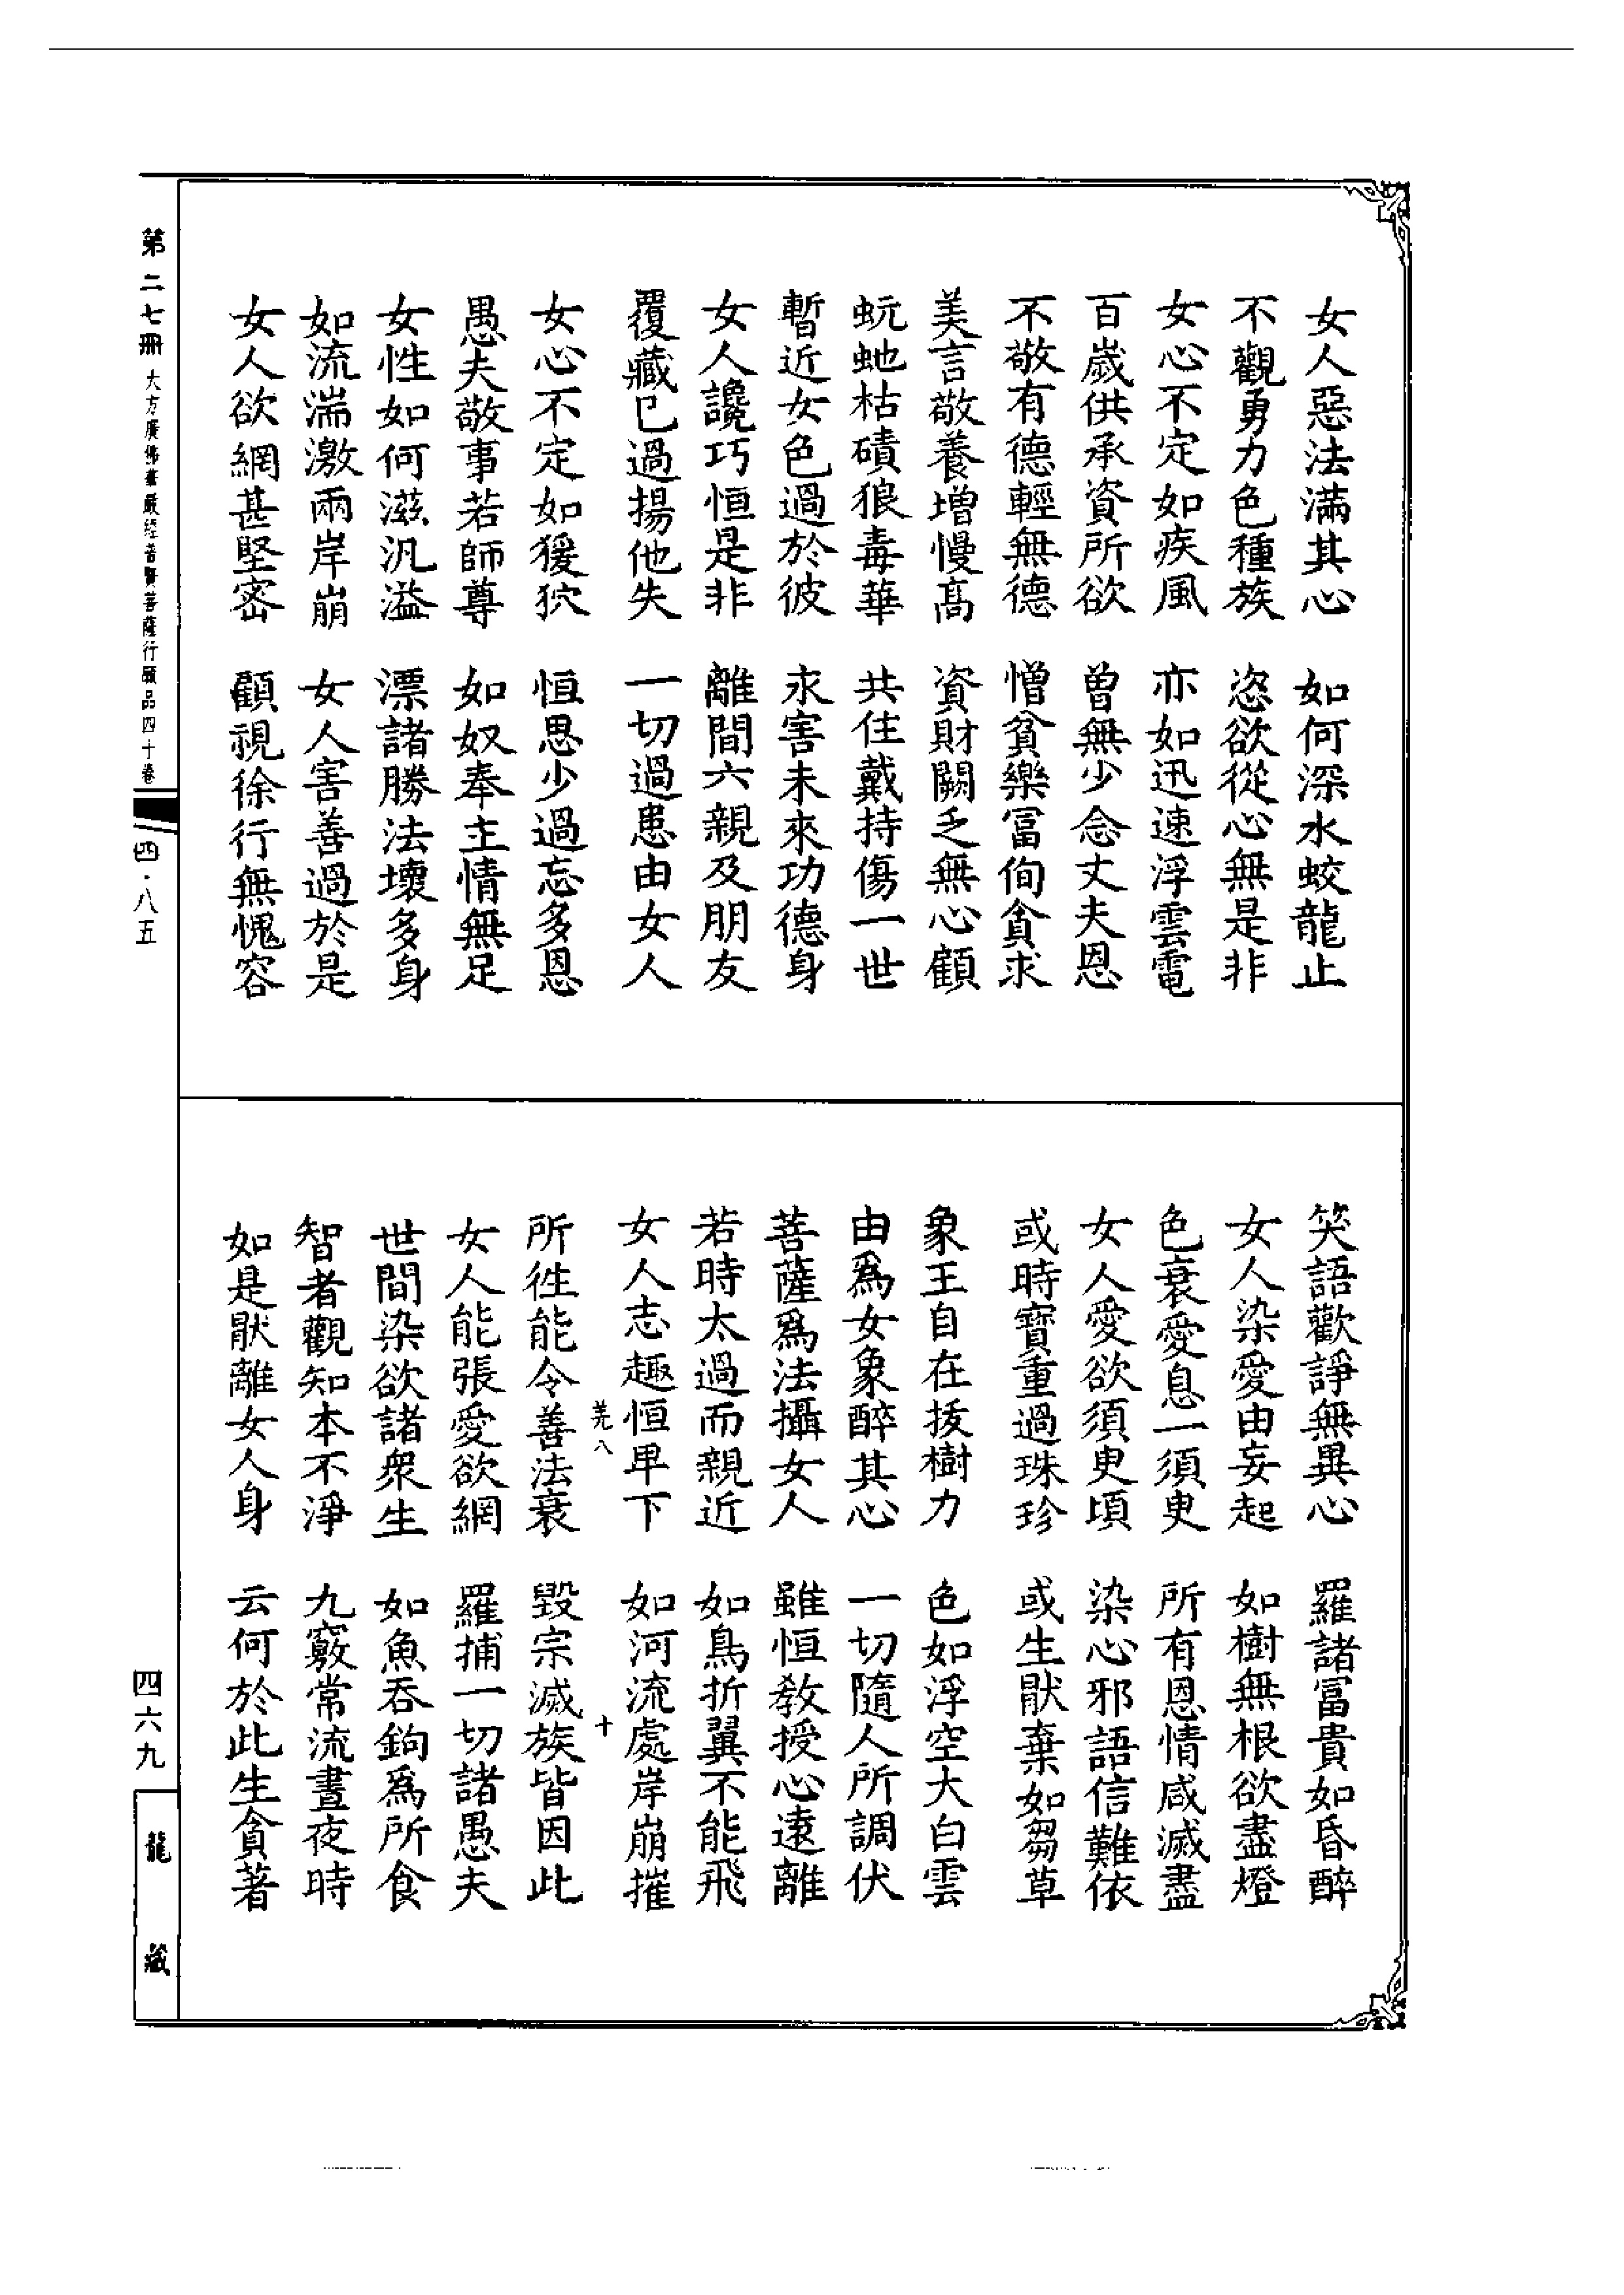 女人惡法滿其心　如何深水蛟龍止
不觀勇力色種族　恣欲從心無是非
女心不定如疾風　亦如迅速浮雲電
百歲供承資所欲　曾無少念丈夫恩
不敬有德輕無德　憎貧樂冨徇貪求
美言敬養增慢高　資財闕乏無心顧
蚖虵枯磧狼毒華　共住戴持傷一世
暫近女色過於彼　求害未來功德身
女人讒巧恒是非　離間六親及朋友
覆藏已過揚他失　一切過患由女人
女心不定如猨狖　恒思少過忘多恩
愚夫敬事若師尊　如奴奉主情無足
女性如何滋汎溢　漂諸勝法壞多身
如流湍激兩岸崩　女人害善過於是
女人欲網甚堅密　顧視徐行無愧容
笑語歡諍無異心　羅諸冨貴如昏醉
女人染愛由妄起　如樹無根欲盡燈
色衰愛息一須臾　所有恩情咸滅盡
女人愛欲須臾頃　染心邪語信難依
或時寶重過珠珍　或生猒棄如芻草
象王自在拔樹力　色如浮空大白雲
由爲女象醉其心　一切隨人所調伏
菩薩爲法攝女人　雖恒教授心遠離
若時太過而親近　如鳥折翼不能飛
女人志趣恒卑下　如河流處岸崩摧
羌八　十
所徃能令善法衰　毀宗滅族皆因此
女人能張愛欲網　羅捕一切諸愚夫
世間染欲諸衆生　如魚吞鉤爲所食
智者觀知本不淨　九竅常流晝夜時
如是猒離女人身　云何於此生貪著
第二七冊　大方廣佛華嚴經普賢菩薩行願品四十卷　四·八五
四六九　龍藏